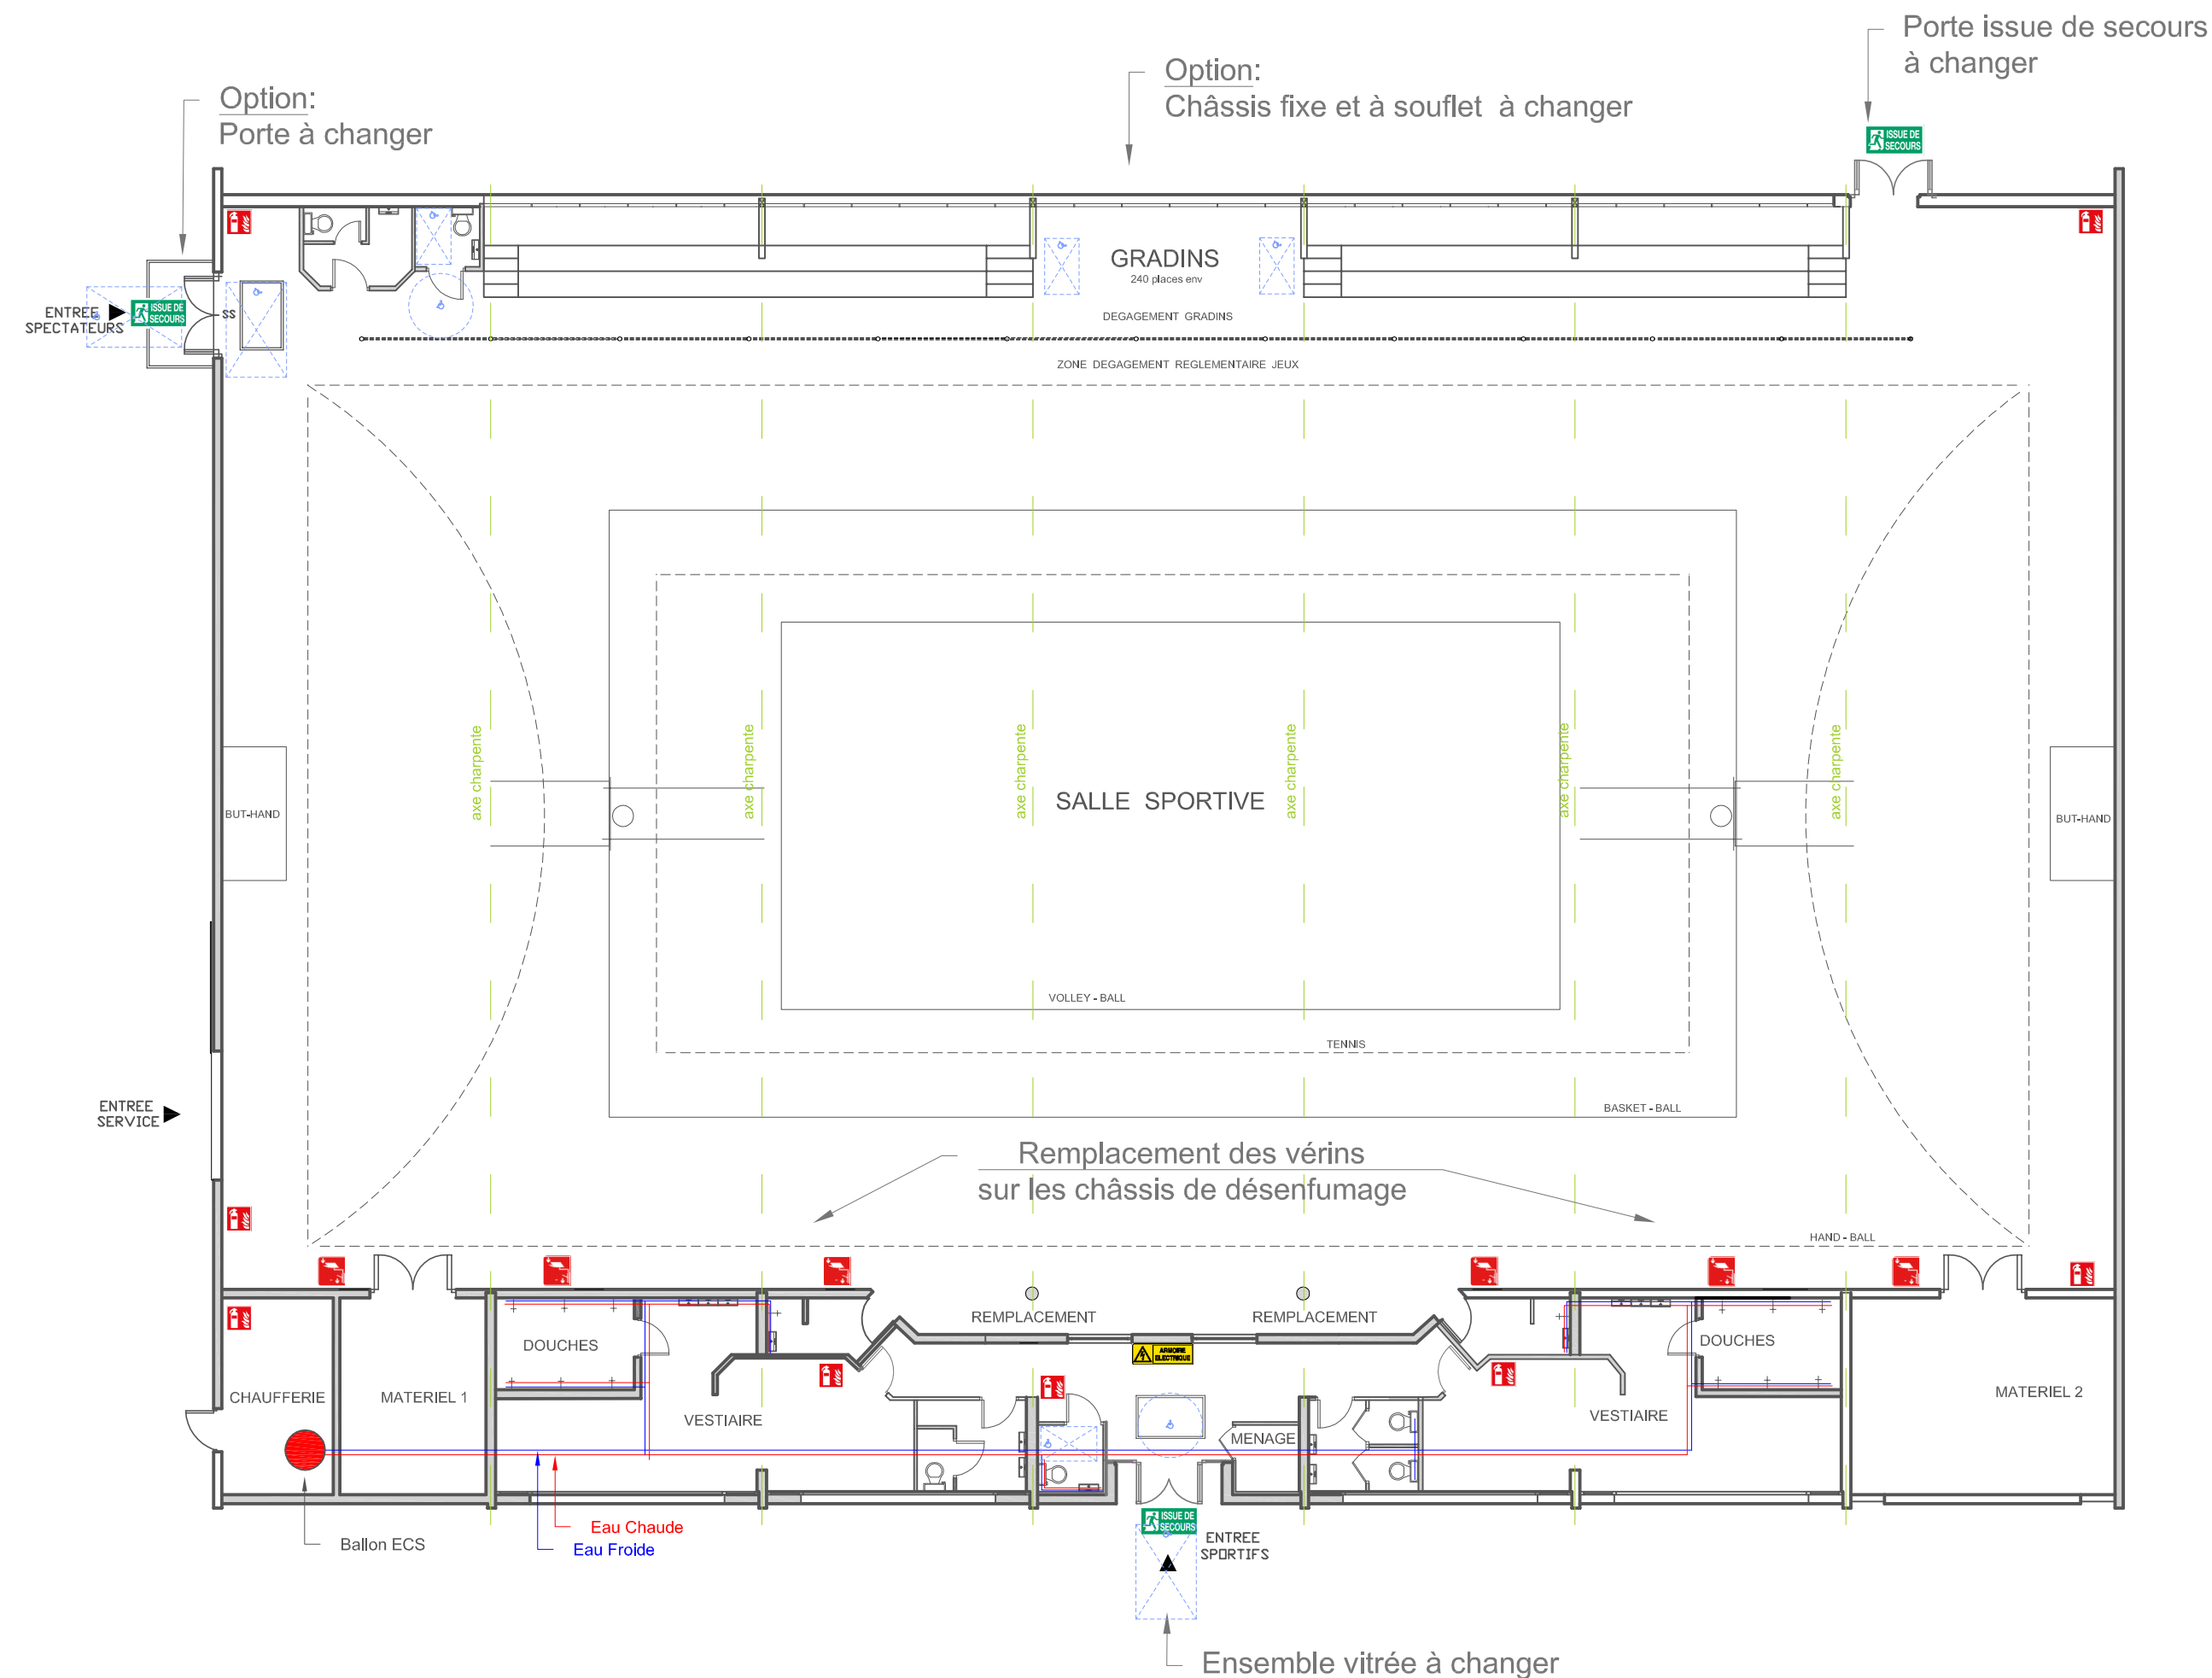 Porte issue de secours
à changer
Option:
Châssis fixe et à souflet à changer
Option:
Porte à changer
ISSUE DE
SECOURS
GRADINS
240 places env
ENTREE
SPECTATEURS
ISSUE DE
SECOURS
SS
DEGAGEMENT GRADINS
ZONE DEGAGEMENT REGLEMENTAIRE JEUX
axe charpente
axe charpente
axe charpente
axe charpente
axe charpente
axe charpente
SALLE SPORTIVE
BUT-HAND
BUT-HAND
VOLLEY - BALL
TENNIS
BASKET - BALL
ENTREE
SERVICE
Remplacement des vérins
sur les châssis de désenfumage
HAND - BALL
REMPLACEMENT
REMPLACEMENT
DOUCHES
DOUCHES
ARMOIRE
ELECTRIQUE
CHAUFFERIE
MATERIEL 1
VESTIAIRE
MENAGE
VESTIAIRE
MATERIEL 2
ISSUE DE
SECOURS
Eau Chaude
Eau Froide
Ballon ECS
ENTREE
SPORTIFS
Ensemble vitrée à changer